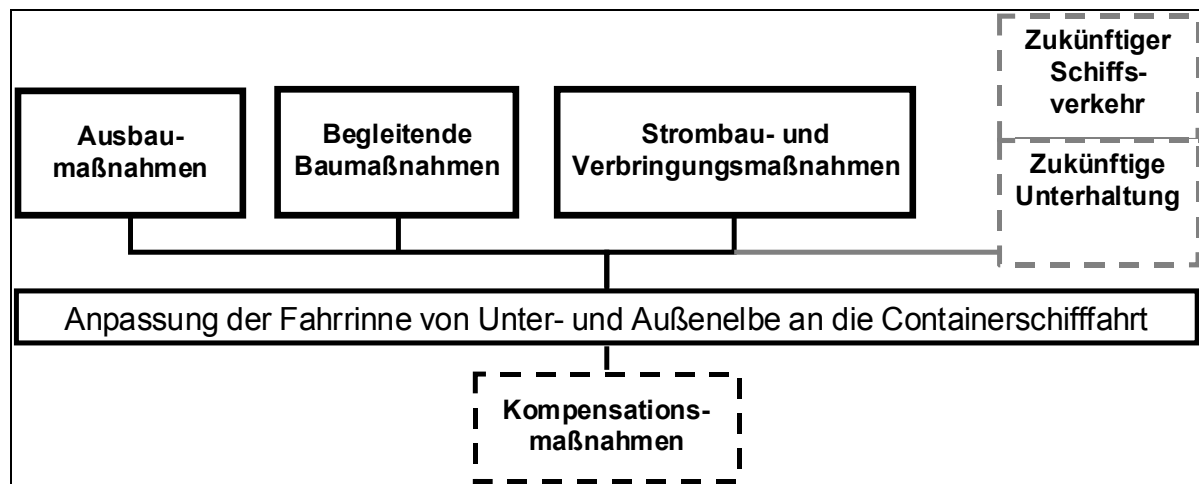 Zukünftiger
Schiffs-
verkehr
Ausbau-
maßnahmen
Begleitende
Baumaßnahmen
Strombau- und
Verbringungsmaßnahmen
Zukünftige
Unterhaltung
Anpassung der Fahrrinne von Unter- und Außenelbe an die Containerschifffahrt
Kompensations-
maßnahmen